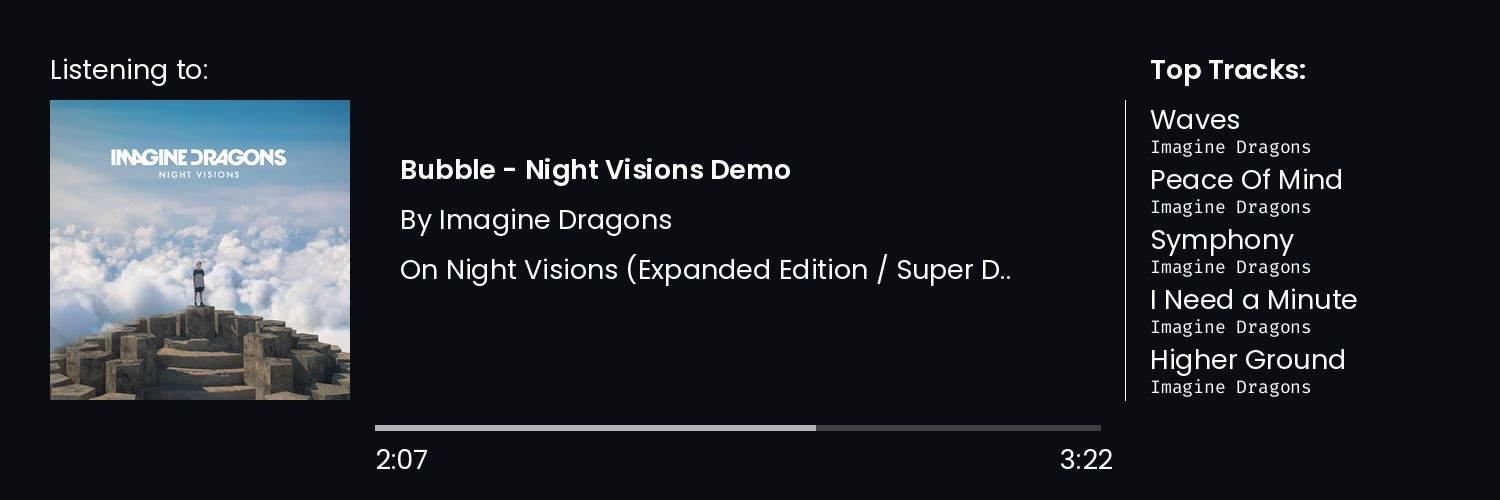 Listening to:
IMAGINE DRAGONS
NIGHT VISIONS
Bubble - Night Visions Demo
By Imagine Dragons
On Night Visions (Expanded Edition / Super D..
2:07
3:22
Top Tracks:
Waves
Imagine Dragons
Peace Of Mind
Imagine Dragons
Symphony
Imagine Dragons
I Need a Minute
Imagine Dragons
Higher Ground
Imagine Dragons